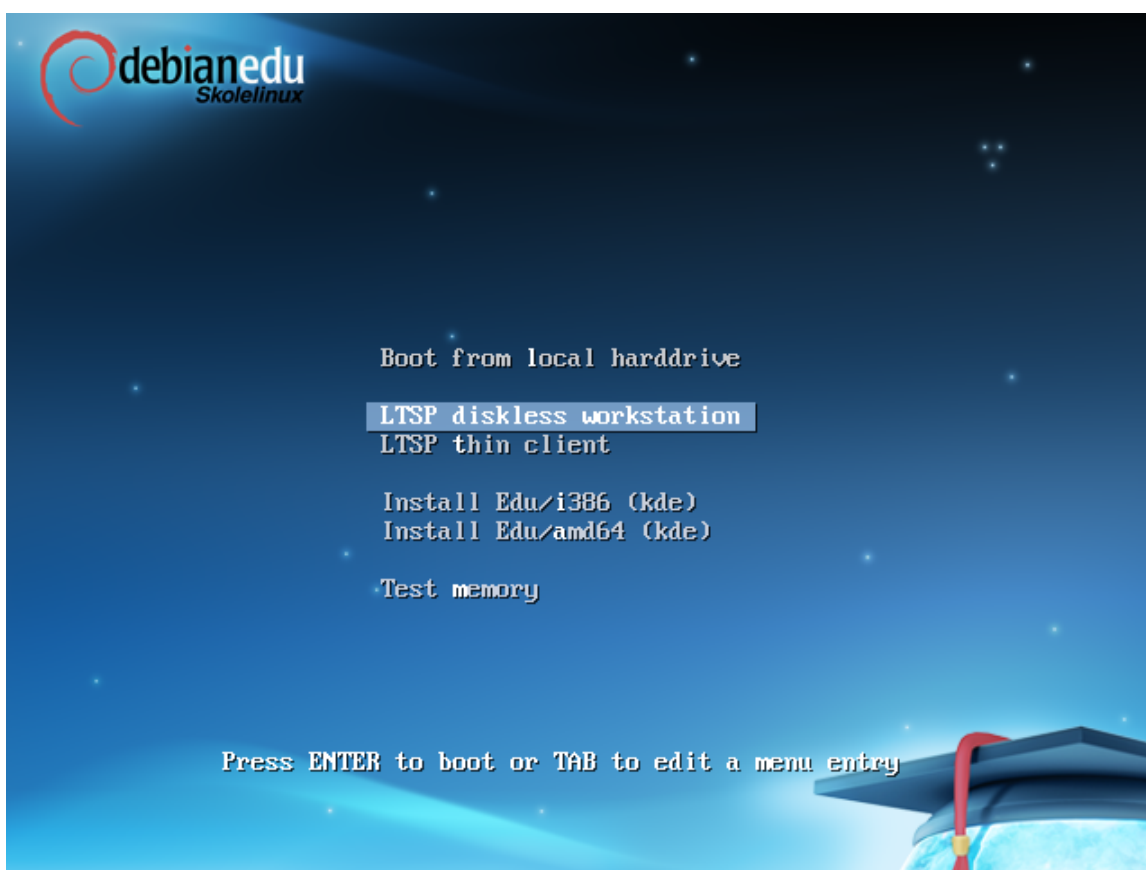 debianedu
Skolelinux
Boot from local harddrive
LTSP diskless workstation
LTSP thin client
Install Edu/i386 (kde)
Install Edu/amd64 (kde)
Test memory
Press ENTER to boot or TAB to edit a menu entry